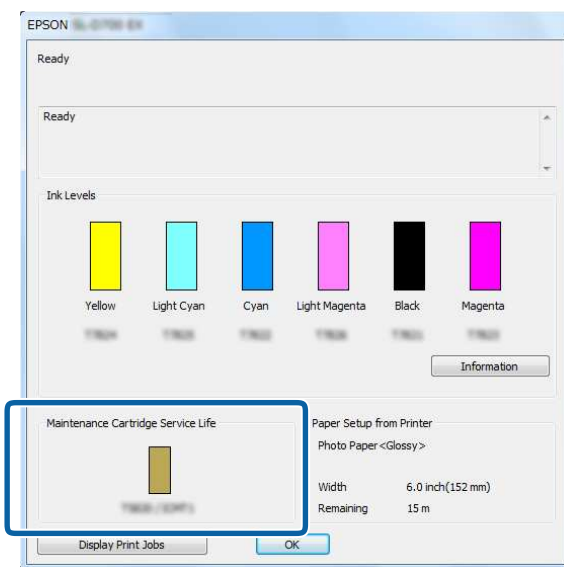 EPSON
Ready
Ready
Ink Levels
Yellow Light Cyan Cyan Light Magenta Black Magenta
Information
Maintenance Cartridge Service Life
Paper Setup from Printer
Photo Paper<Glossy>
Width 6.0 inch(152 mm)
Remaining 15 m
Display Print Jobs OK